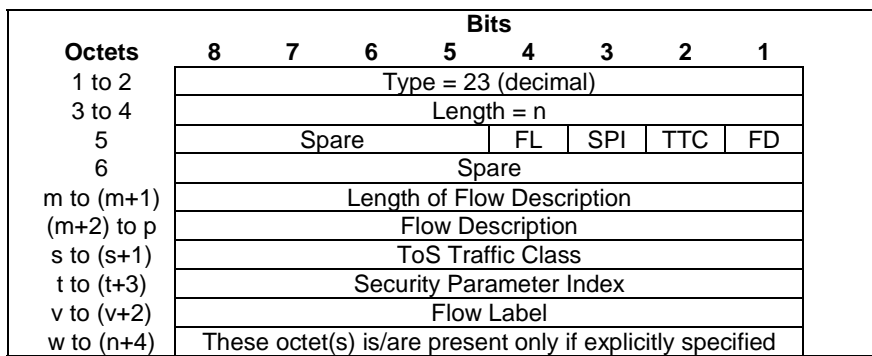 Bits
Octets 8 7 6 5 4 3 2 1
1 to 2 Type = 23 (decimal)
3 to 4 Length = n
5 Spare FL SPI TTC FD
6 Spare
m to (m+1) Length of Flow Description
(m+2) to p Flow Description
s to (s+1) ToS Traffic Class
t to (t+3) Security Parameter Index
v to (v+2) Flow Label
w to (n+4) These octet(s) is/are present only if explicitly specified